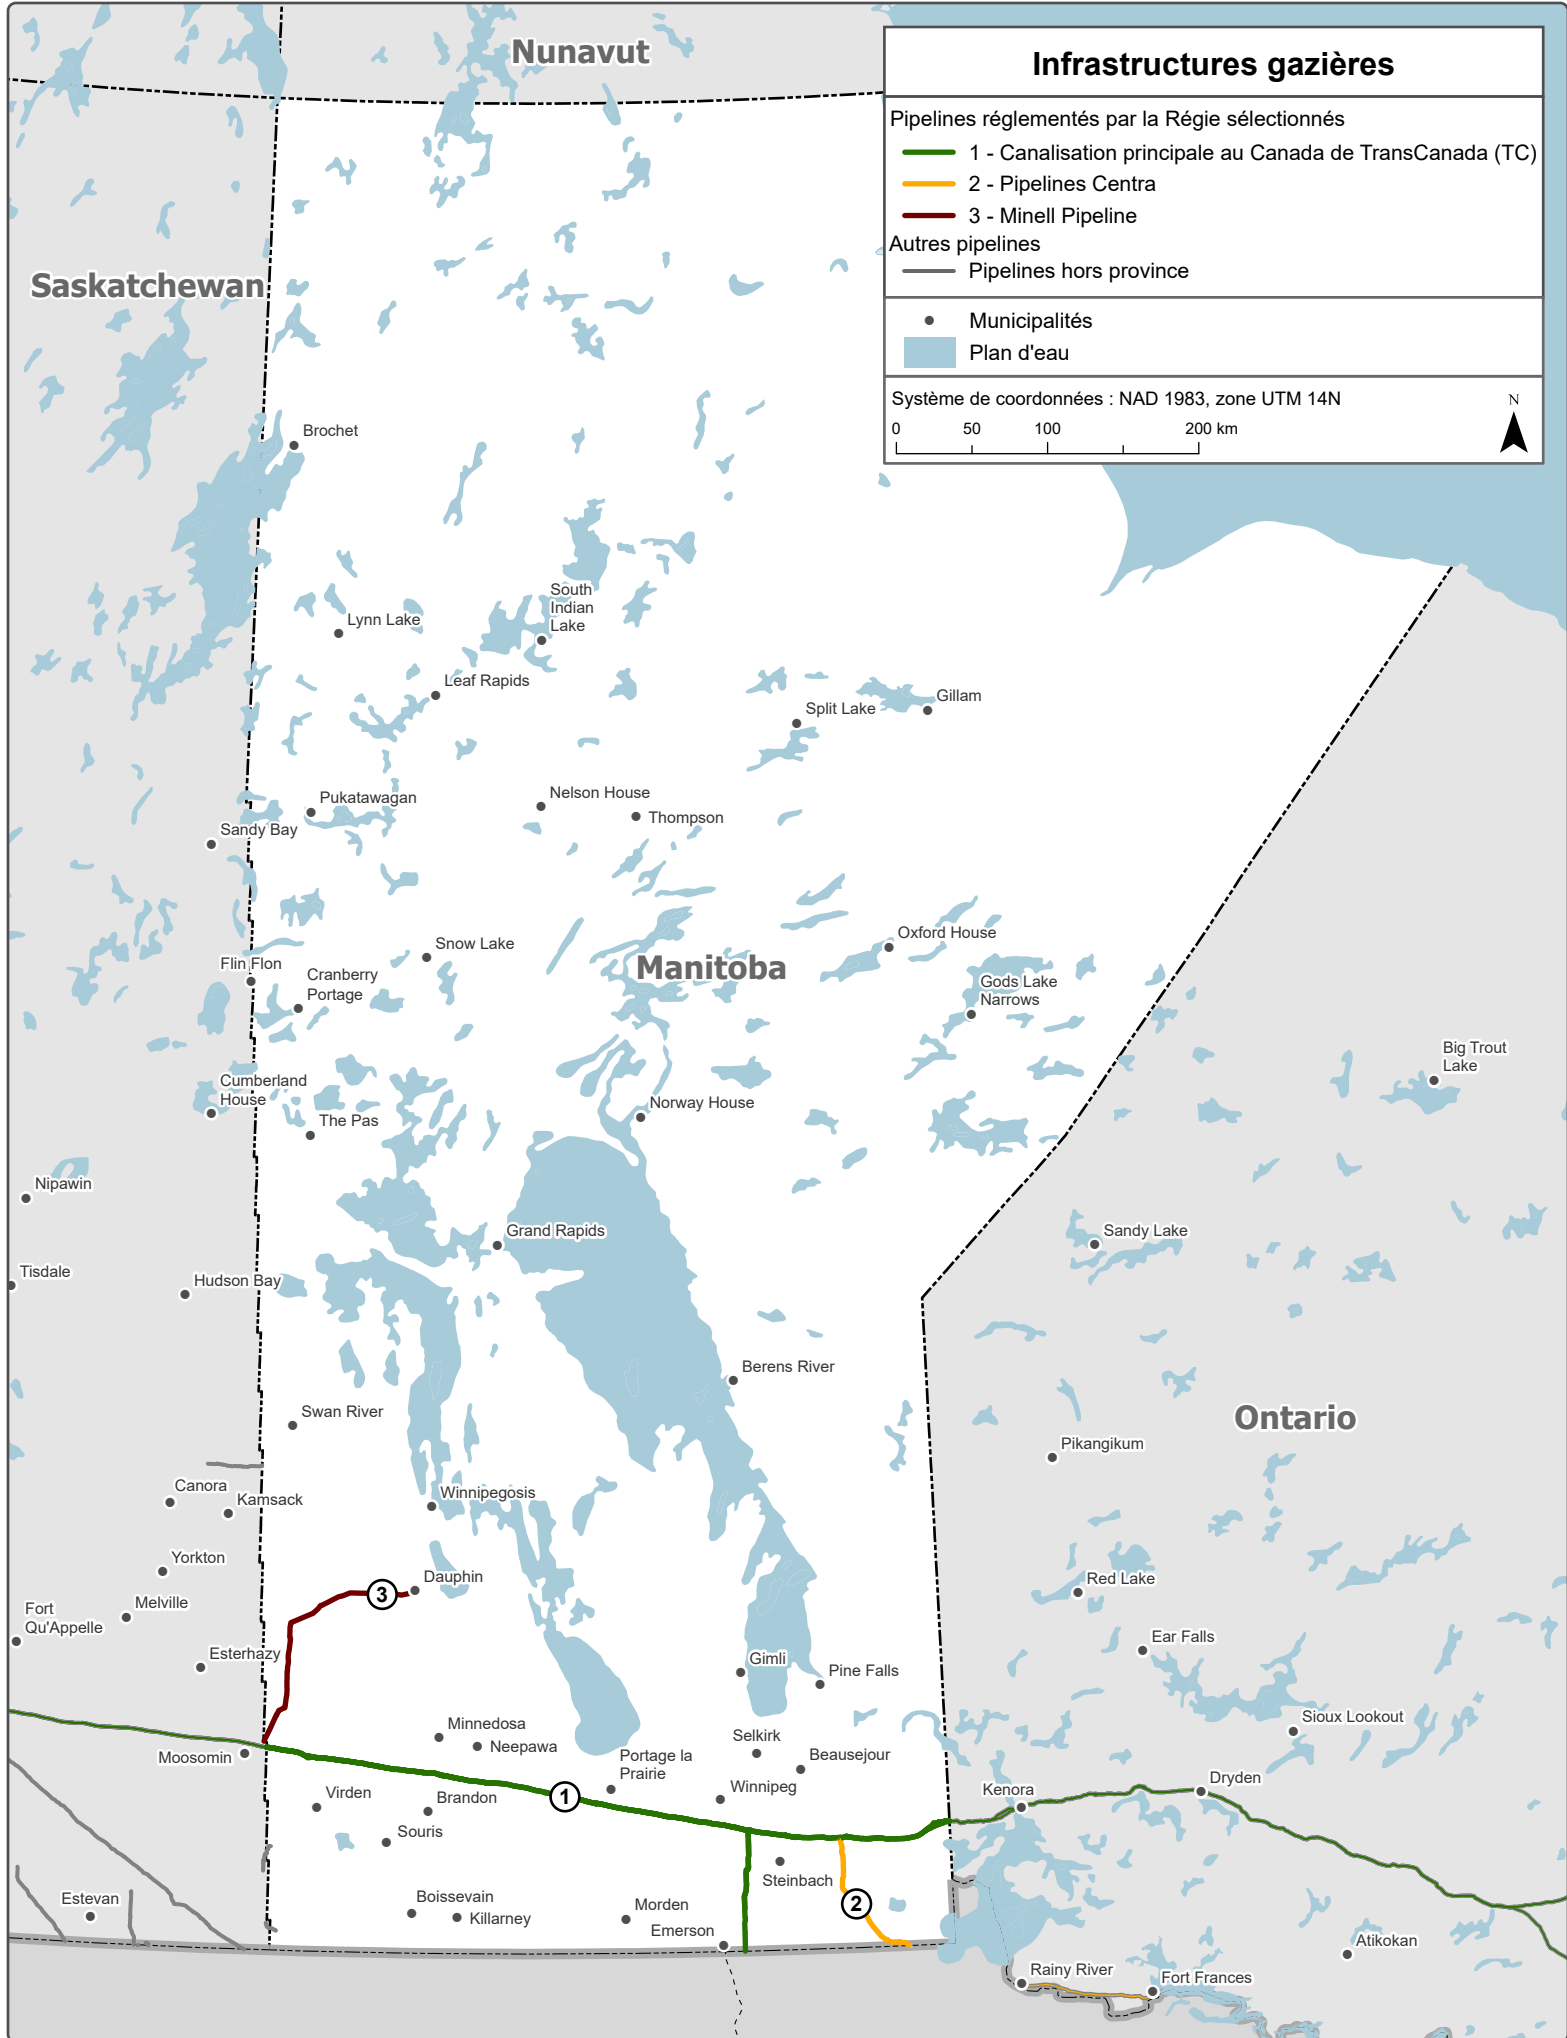 Nunavut
Infrastructures gazières
Pipelines réglementés par la Régie sélectionnés
1 - Canalisation principale au Canada de TransCanada (TC)
2 - Pipelines Centra
3 - Minell Pipeline
Autres pipelines
Pipelines hors province
Municipalités
Plan d'eau
Système de coordonnées : NAD 1983, zone UTM 14N
N
0 50 100 200 km
Saskatchewan
Brochet
South
Indian
Lake
Lynn Lake
Leaf Rapids
Gillam
Split Lake
Nelson House
Pukatawagan
Thompson
Sandy Bay
Oxford House
Snow Lake
Flin Flon
Manitoba
Cranberry
Portage
Gods Lake
Narrows
Big Trout
Lake
Cumberland
House
Norway House
The Pas
Nipawin
Grand Rapids
Sandy Lake
Tisdale
Hudson Bay
Berens River
Swan River
Ontario
Pikangikum
Canora
Kamsack
Winnipegosis
Yorkton
Dauphin
3
Red Lake
Melville
Fort
Qu'Appelle
Ear Falls
Esterhazy
Gimli
Pine Falls
Sioux Lookout
Minnedosa
Neepawa
Selkirk
Moosomin
Portage la
Prairie
Beausejour
Dryden
Virden
Brandon
1
Winnipeg
Kenora
Souris
Steinbach
Estevan
Boissevain
Killarney
Morden
2
Emerson
Atikokan
Rainy River
Fort Frances